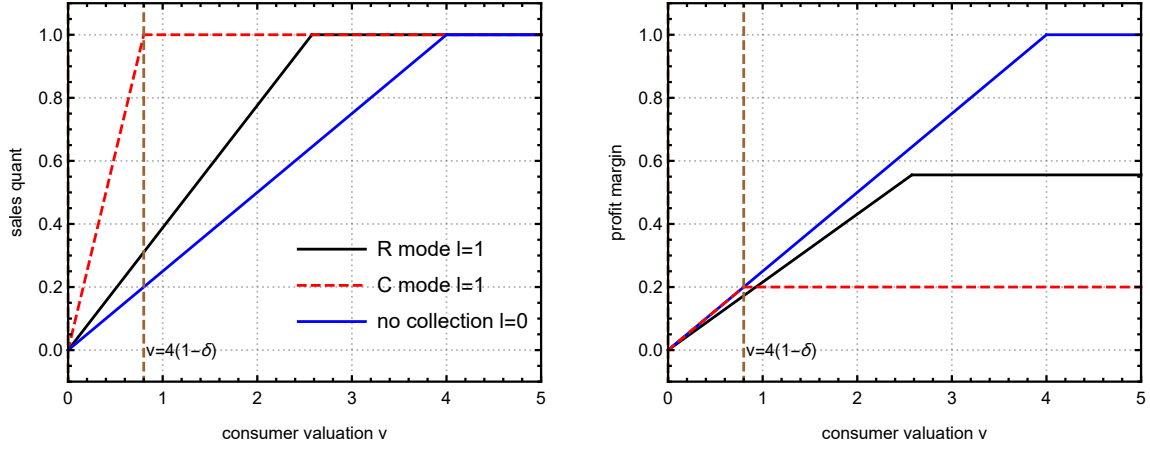 sales quant
1.0
0.8
0.6
0.4
0.2
0.0
R mode l=1
C mode l=1
no collection l=0
v=4(1−δ)
0 1 2 3 4 5
consumer valuation v
profit margin
1.0
0.8
0.6
0.4
0.2
0.0
v=4(1−δ)
0 1 2 3 4 5
consumer valuation v